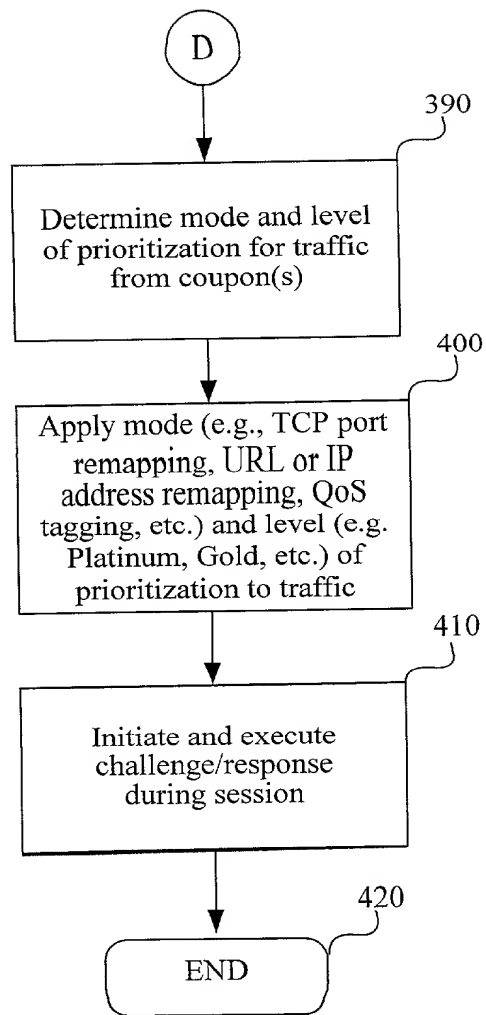 D
390
Determine mode and level
of prioritization for traffic
from coupon(s)
400
Apply mode (e.g., TCP port
remapping, URL or IP
address remapping, QoS
tagging, etc.) and level (e.g.
Platinum, Gold, etc.) of
prioritization to traffic
410
Initiate and execute
challenge/response
during session
420
END